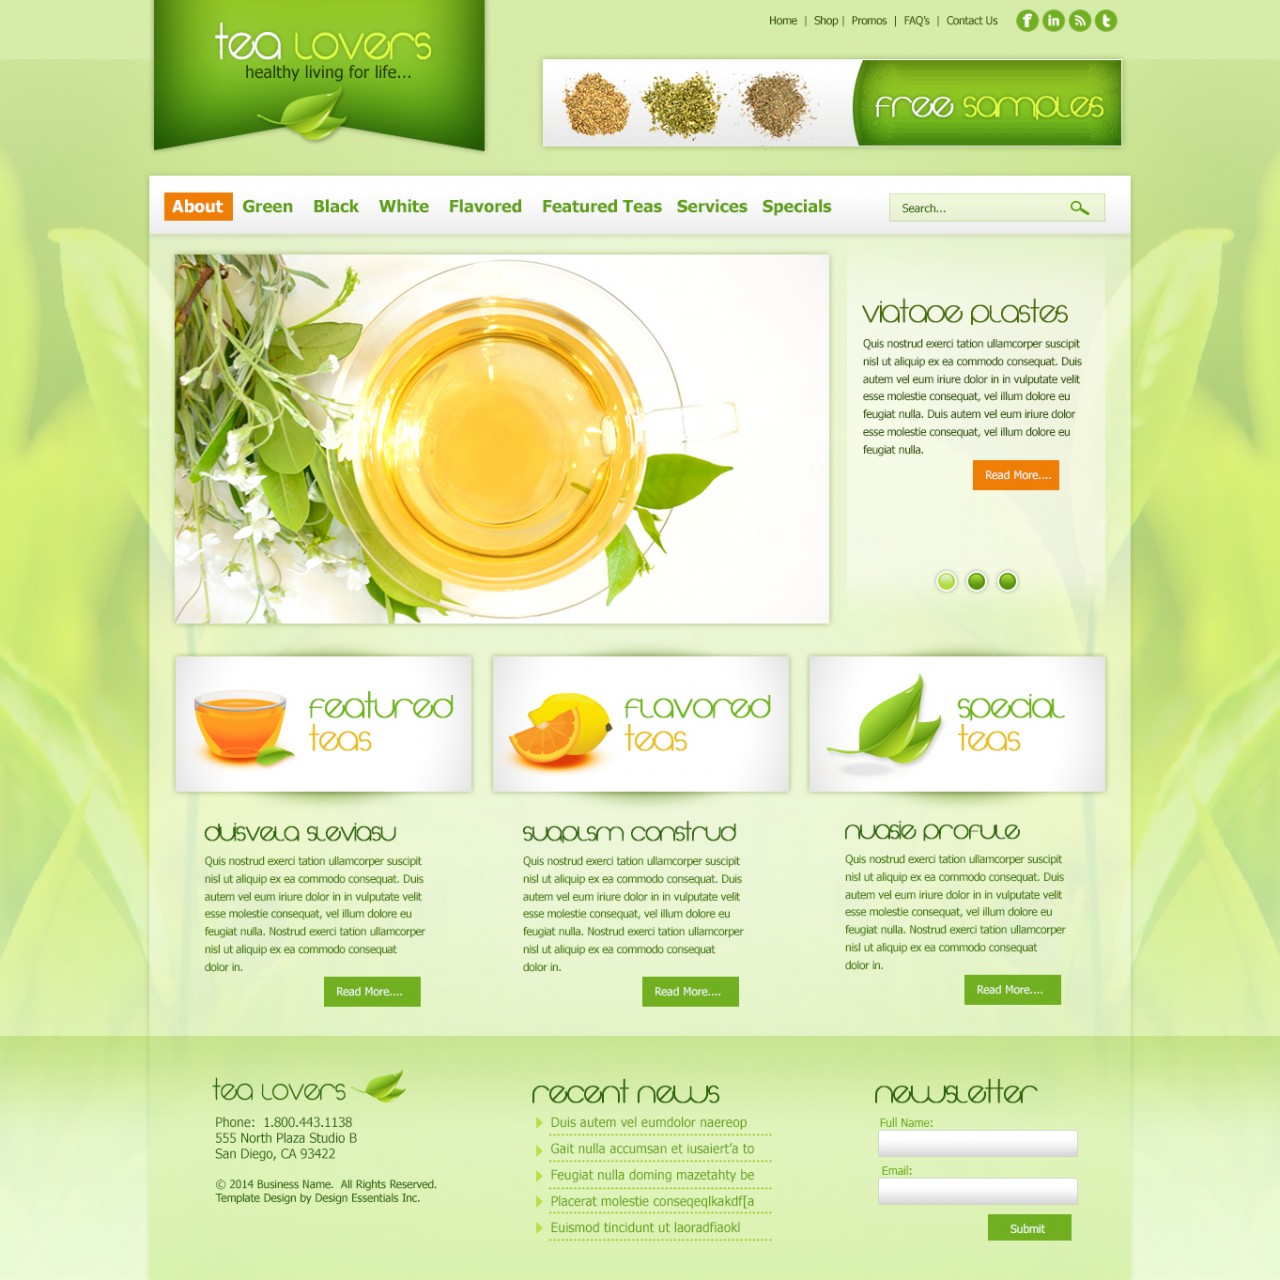 tea Lovers
healthy living for life...
Home | Shop | Promos | FAQ's | Contact Us
free samples
About Green Black White Flavored Featured Teas Services Specials
Search...
viatape plastes
Quis nostrud exerci tation ullamcorper suscipit
nisl ut aliquip ex ea commodo consequat. Duis
autem vel eum iriure dolor in in vulputate velit
esse molestie consequat, vel illum dolore eu
feugiat nulla. Duis autem vel eum iriure dolor
esse molestie consequat, vel illum dolore eu
feugiat nulla.
Read More....
featured
teas
flavored
teas
special
teas
duisvela sleviasu
Quis nostrud exerci tation ullamcorper suscipit
nisl ut aliquip ex ea commodo consequat. Duis
autem vel eum iriure dolor in in vulputate velit
esse molestie consequat, vel illum dolore eu
feugiat nulla. Nostrud exerci tation ullamcorper
nisl ut aliquip ex ea commodo consequat
dolor in.
Read More....
suqplsm construd
Quis nostrud exerci tation ullamcorper suscipit
nisl ut aliquip ex ea commodo consequat. Duis
autem vel eum iriure dolor in in vulputate velit
esse molestie consequat, vel illum dolore eu
feugiat nulla. Nostrud exerci tation ullamcorper
nisl ut aliquip ex ea commodo consequat
dolor in.
Read More....
nuasie profule
Quis nostrud exerci tation ullamcorper suscipit
nisl ut aliquip ex ea commodo consequat. Duis
autem vel eum iriure dolor in in vulputate velit
esse molestie consequat, vel illum dolore eu
feugiat nulla. Nostrud exerci tation ullamcorper
nisl ut aliquip ex ea commodo consequat
dolor in.
Read More....
tea Lovers
Phone: 1.800.443.1138
555 North Plaza Studio B
San Diego, CA 93422
© 2014 Business Name. All Rights Reserved.
Template Design by Design Essentials Inc.
recent news
Duis autem vel eumdolor naereop
Gait nulla accumsan et iusaiert'a to
Feugiat nulla doming mazetahty be
Placerat molestie conseqeqlkakdf[a
Euismod tincidunt ut laoradfiaokl
newsletter
Full Name:
Email:
Submit